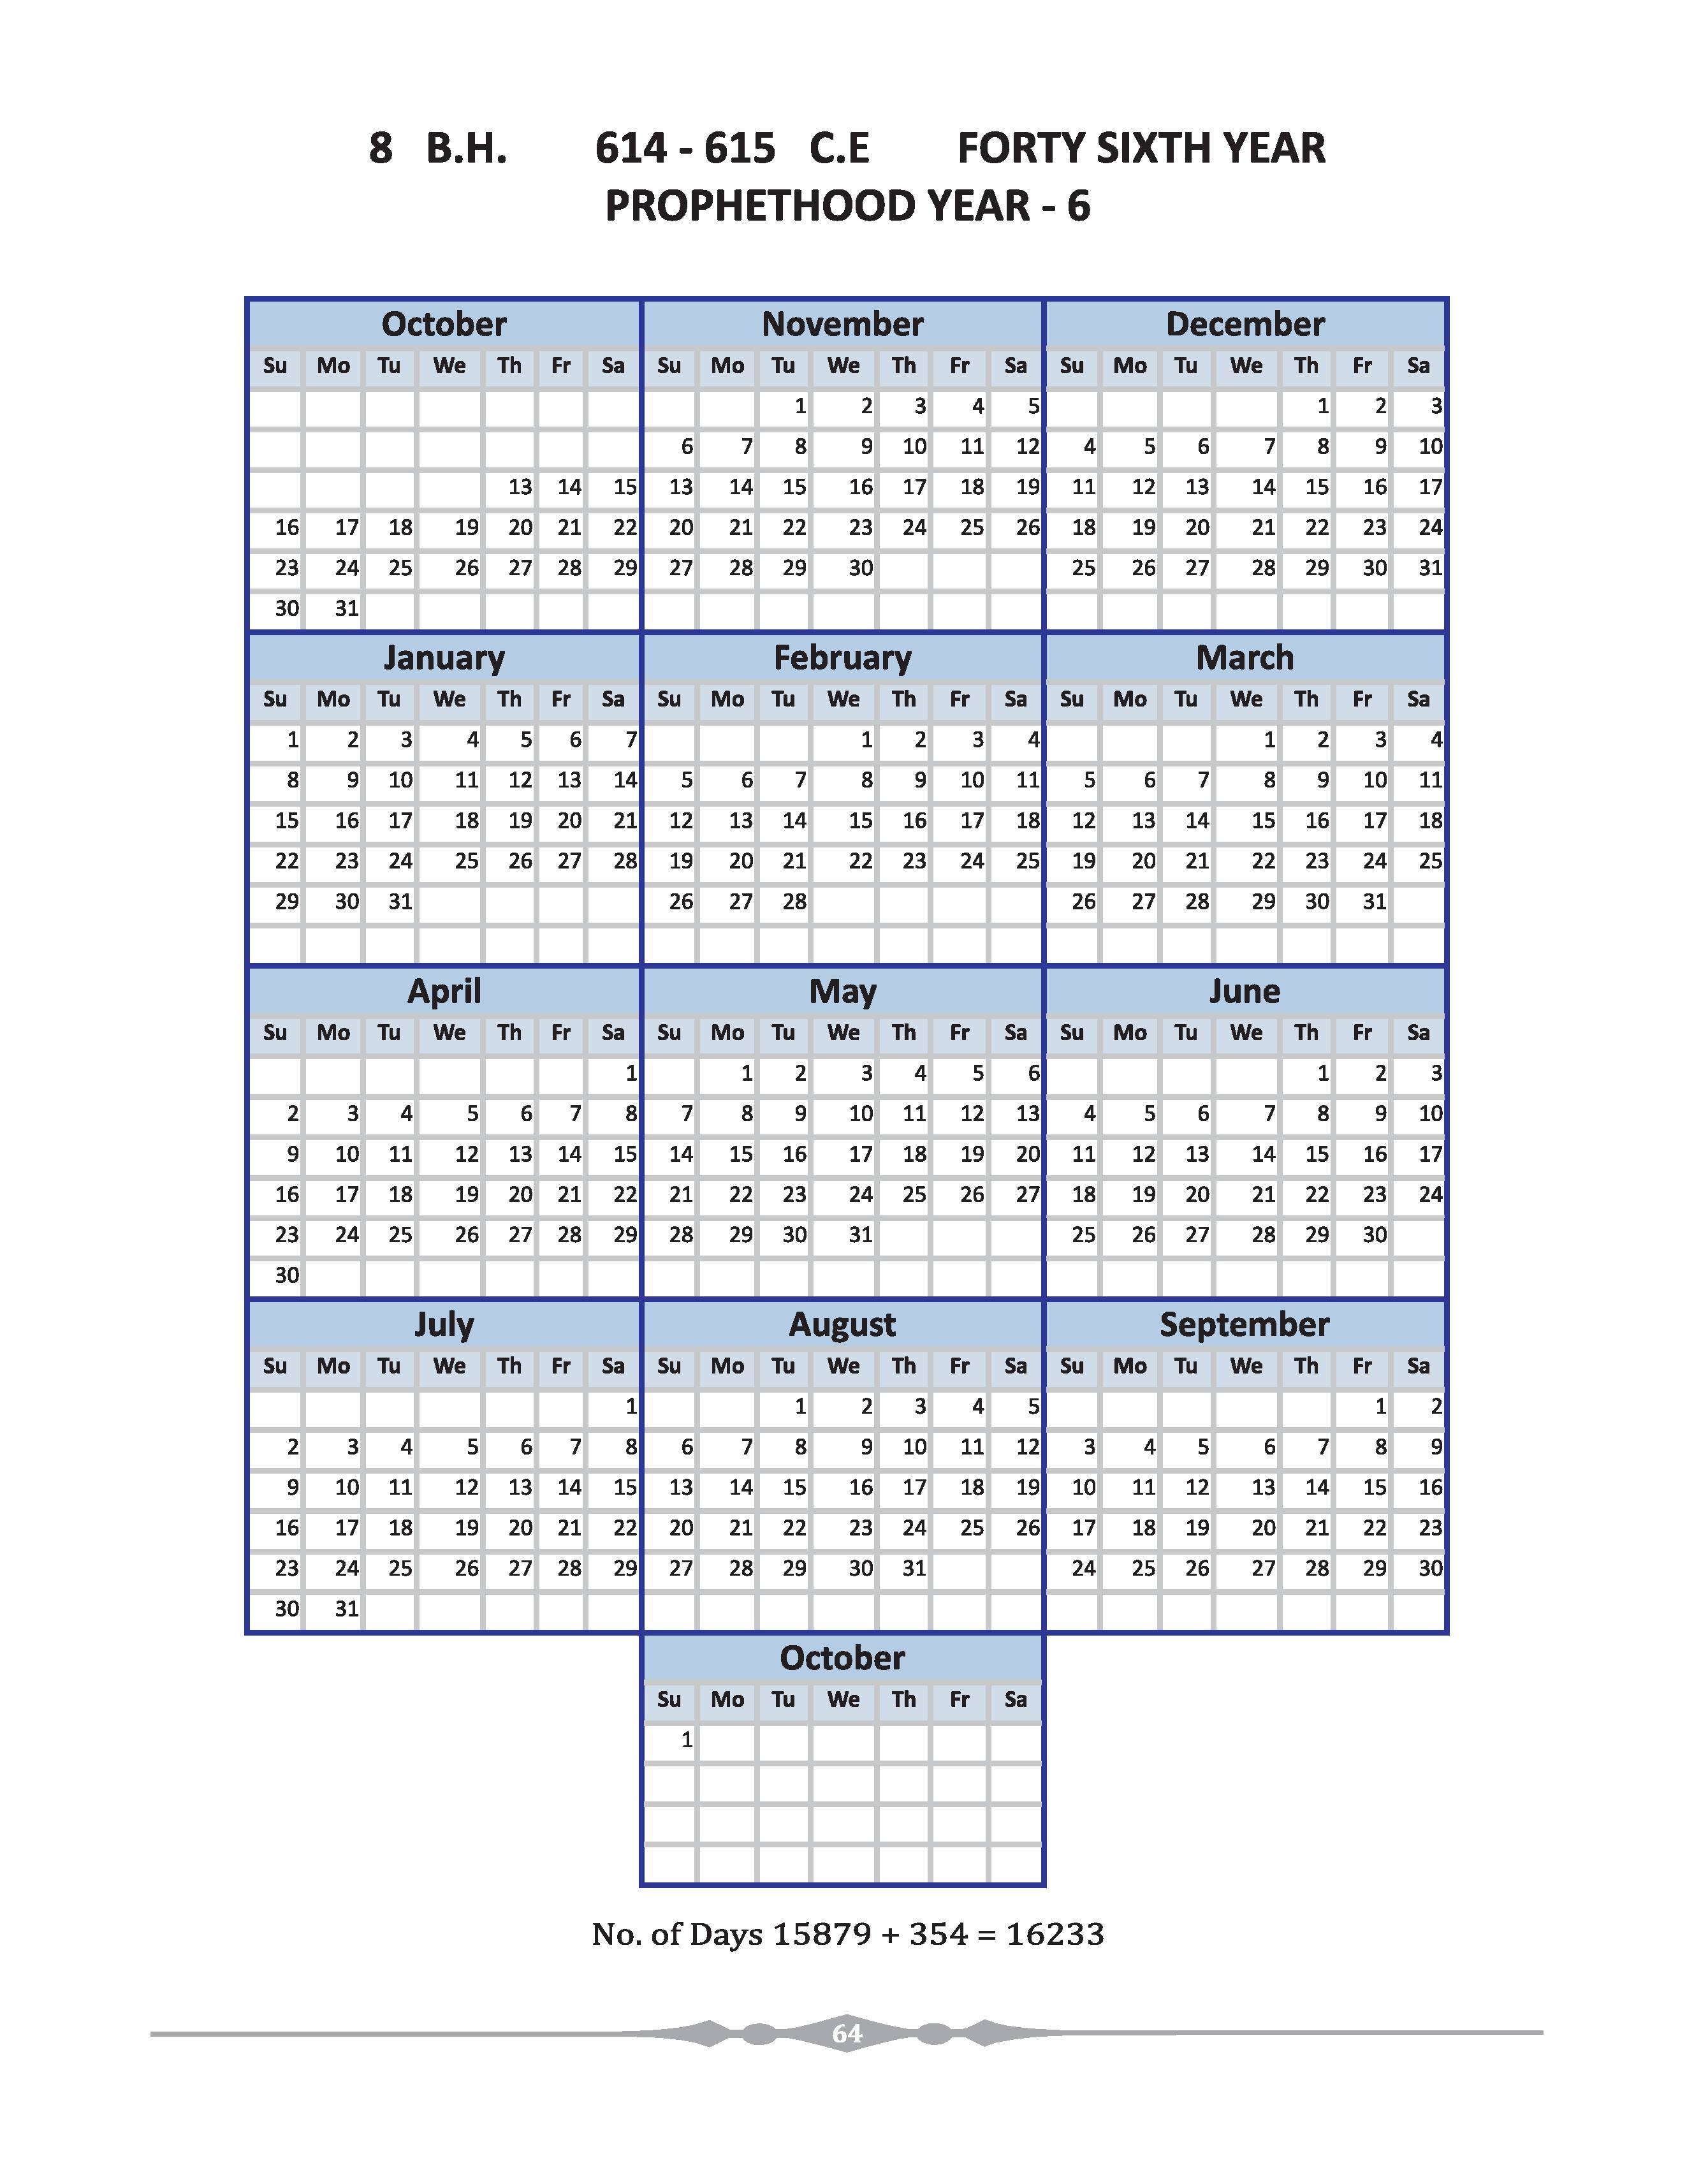 8 B.H. 614 - 615 C.E FORTY SIXTH YEAR
PROPHETHOOD YEAR - 6
October November December
Su Mo Tu We Th Fr Sa Su Mo Tu We Th Fr Sa Su Mo Tu We Th Fr Sa
1 2 3 4 5 1 2 3
6 7 8 9 10 11 12 4 5 6 7 8 9 10
13 14 15 13 14 15 16 17 18 19 11 12 13 14 15 16 17
16 17 18 19 20 21 22 20 21 22 23 24 25 26 18 19 20 21 22 23 24
23 24 25 26 27 28 29 27 28 29 30 25 26 27 28 29 30 31
30 31
January February March
Su Mo Tu We Th Fr Sa Su Mo Tu We Th Fr Sa Su Mo Tu We Th Fr Sa
1 2 3 4 5 6 7 1 2 3 4 1 2 3 4
8 9 10 11 12 13 14 5 6 7 8 9 10 11 5 6 7 8 9 10 11
15 16 17 18 19 20 21 12 13 14 15 16 17 18 12 13 14 15 16 17 18
22 23 24 25 26 27 28 19 20 21 22 23 24 25 19 20 21 22 23 24 25
29 30 31 26 27 28 26 27 28 29 30 31
April May June
Su Mo Tu We Th Fr Sa Su Mo Tu We Th Fr Sa Su Mo Tu We Th Fr Sa
1 1 2 3 4 5 6 1 2 3
2 3 4 5 6 7 8 7 8 9 10 11 12 13 4 5 6 7 8 9 10
9 10 11 12 13 14 15 14 15 16 17 18 19 20 11 12 13 14 15 16 17
16 17 18 19 20 21 22 21 22 23 24 25 26 27 18 19 20 21 22 23 24
23 24 25 26 27 28 29 28 29 30 31 25 26 27 28 29 30
30
July August September
Su Mo Tu We Th Fr Sa Su Mo Tu We Th Fr Sa Su Mo Tu We Th Fr Sa
1 1 2 3 4 5 1 2
2 3 4 5 6 7 8 6 7 8 9 10 11 12 3 4 5 6 7 8 9
9 10 11 12 13 14 15 13 14 15 16 17 18 19 10 11 12 13 14 15 16
16 17 18 19 20 21 22 20 21 22 23 24 25 26 17 18 19 20 21 22 23
23 24 25 26 27 28 29 27 28 29 30 31 24 25 26 27 28 29 30
30 31
October
Su Mo Tu We Th Fr Sa
1
No. of Days 15879 + 354 = 16233
64